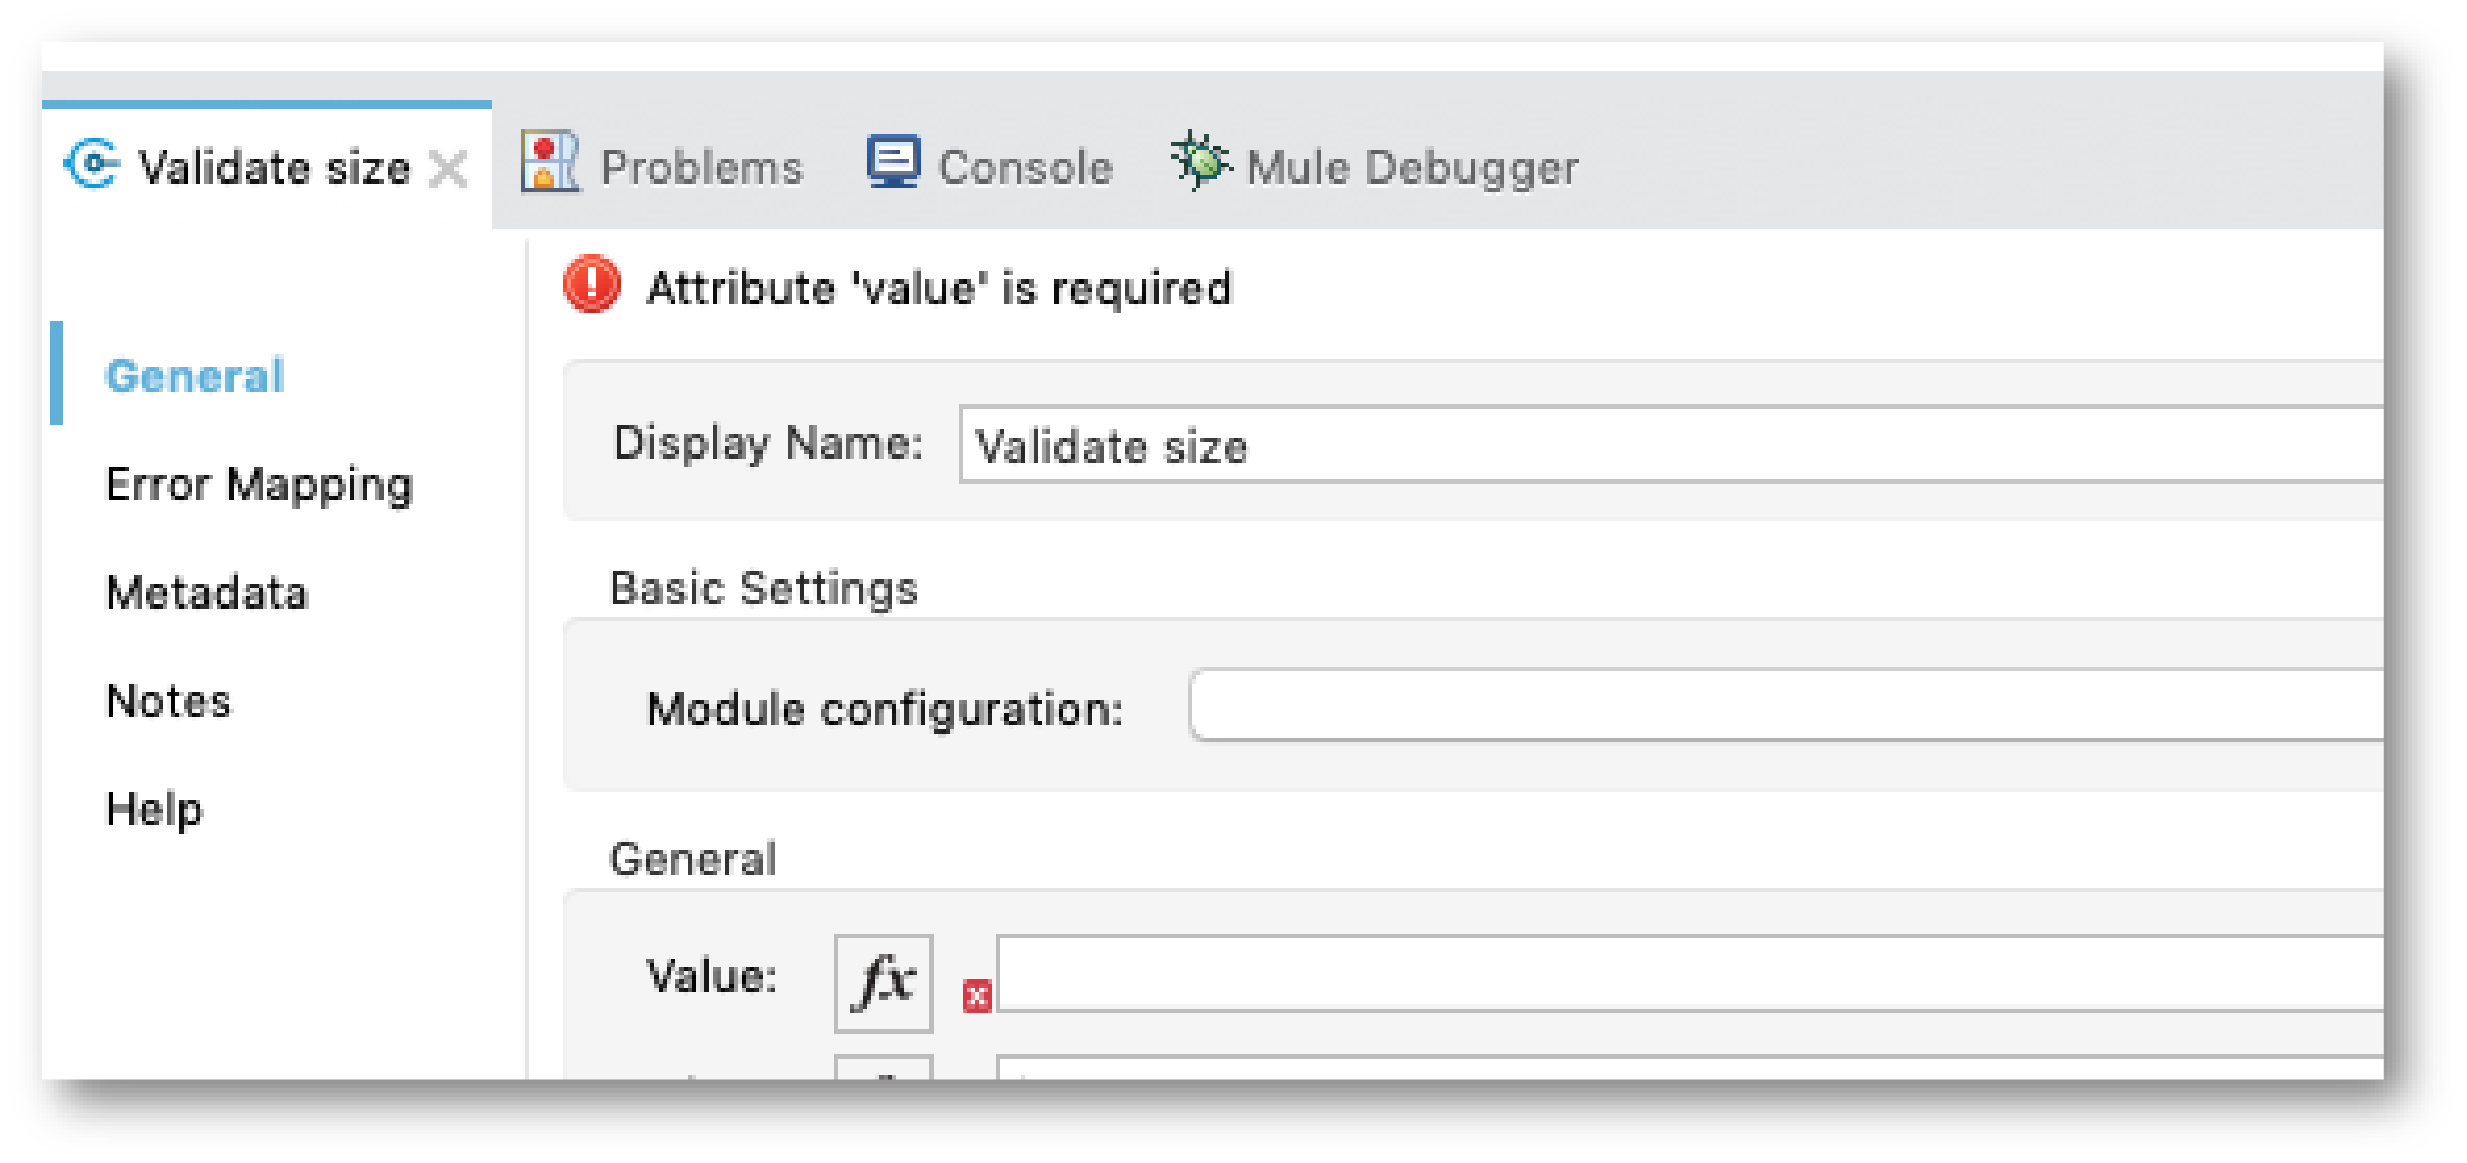 Validate size Problems Console Mule Debugger
Attribute 'value' is required
General
Display Name: Validate size
Error Mapping
Basic Settings
Metadata
Module configuration:
Notes
Help
General
Value: fx